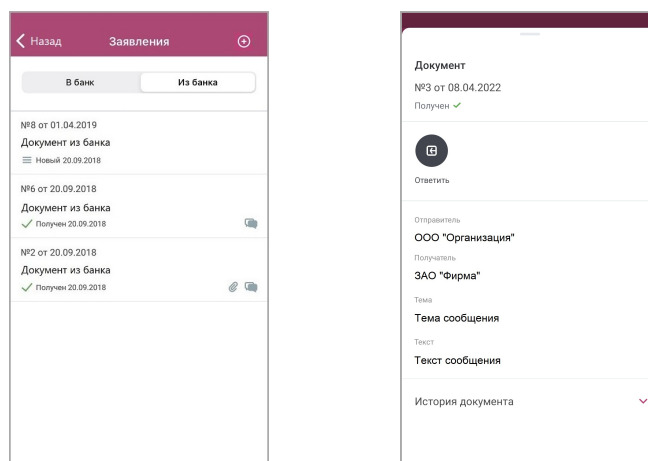 Назад
Заявления
В банк
Из банка
№8 от 01.04.2019
Документ из банка
Новый 20.09.2018
№6 от 20.09.2018
Документ из банка
Получен 20.09.2018
№2 от 20.09.2018
Документ из банка
Получен 20.09.2018
Документ
№3 от 08.04.2022
Получен
Ответить
Отправитель
ООО "Организация"
Получатель
ЗАО "Фирма"
Тема
Тема сообщения
Текст
Текст сообщения
История документа